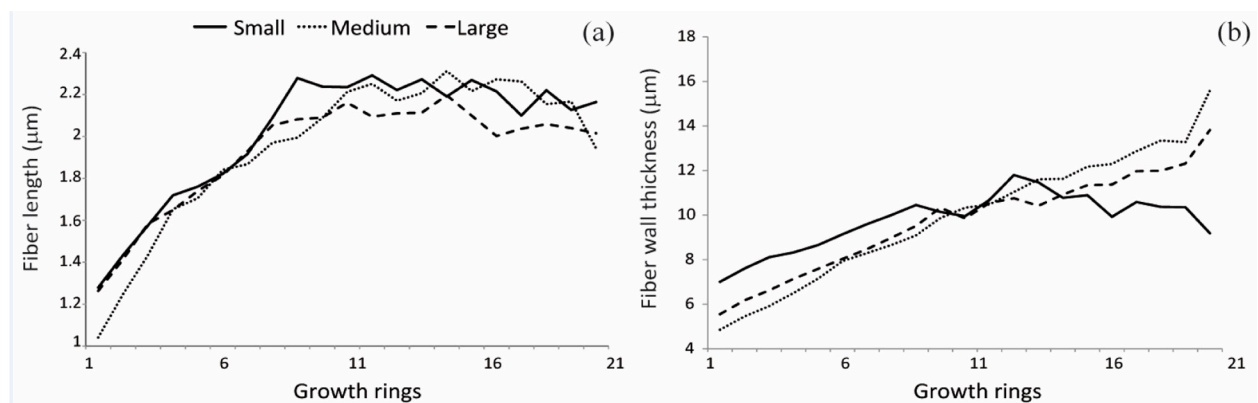 Small Medium Large (a)
Fiber length (μm)
2.4
2.2
2
1.8
1.6
1.4
1.2
1
1 6 11 16 21
Growth rings
(b)
Fiber wall thickness (μm)
18
16
14
12
10
8
6
4
1 6 11 16 21
Growth rings